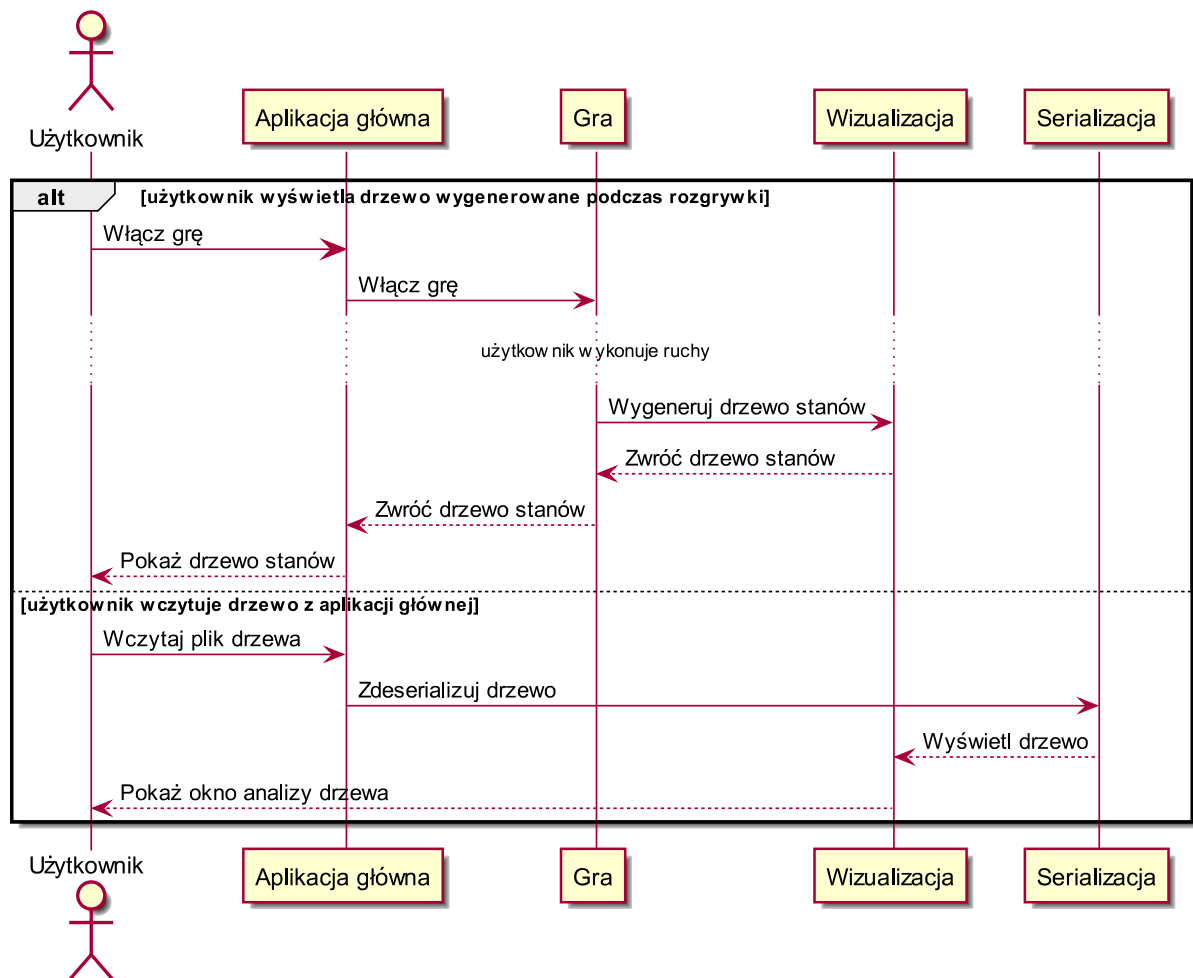 Użytkownik
Aplikacja główna
Gra
Wizualizacja
Serializacja
alt
[użytkownik wyświetla drzewo wygenerowane podczas rozgrywki]
Włącz grę
Włącz grę
użytkownik wykonuje ruchy
Wygeneruj drzewo stanów
Zwróć drzewo stanów
Zwróć drzewo stanów
Pokaż drzewo stanów
[użytkownik wczytuje drzewo z aplikacji głównej]
Wczytaj plik drzewa
Zdeserializuj drzewo
Wyświetl drzewo
Pokaż okno analizy drzewa
Użytkownik
Aplikacja główna
Gra
Wizualizacja
Serializacja